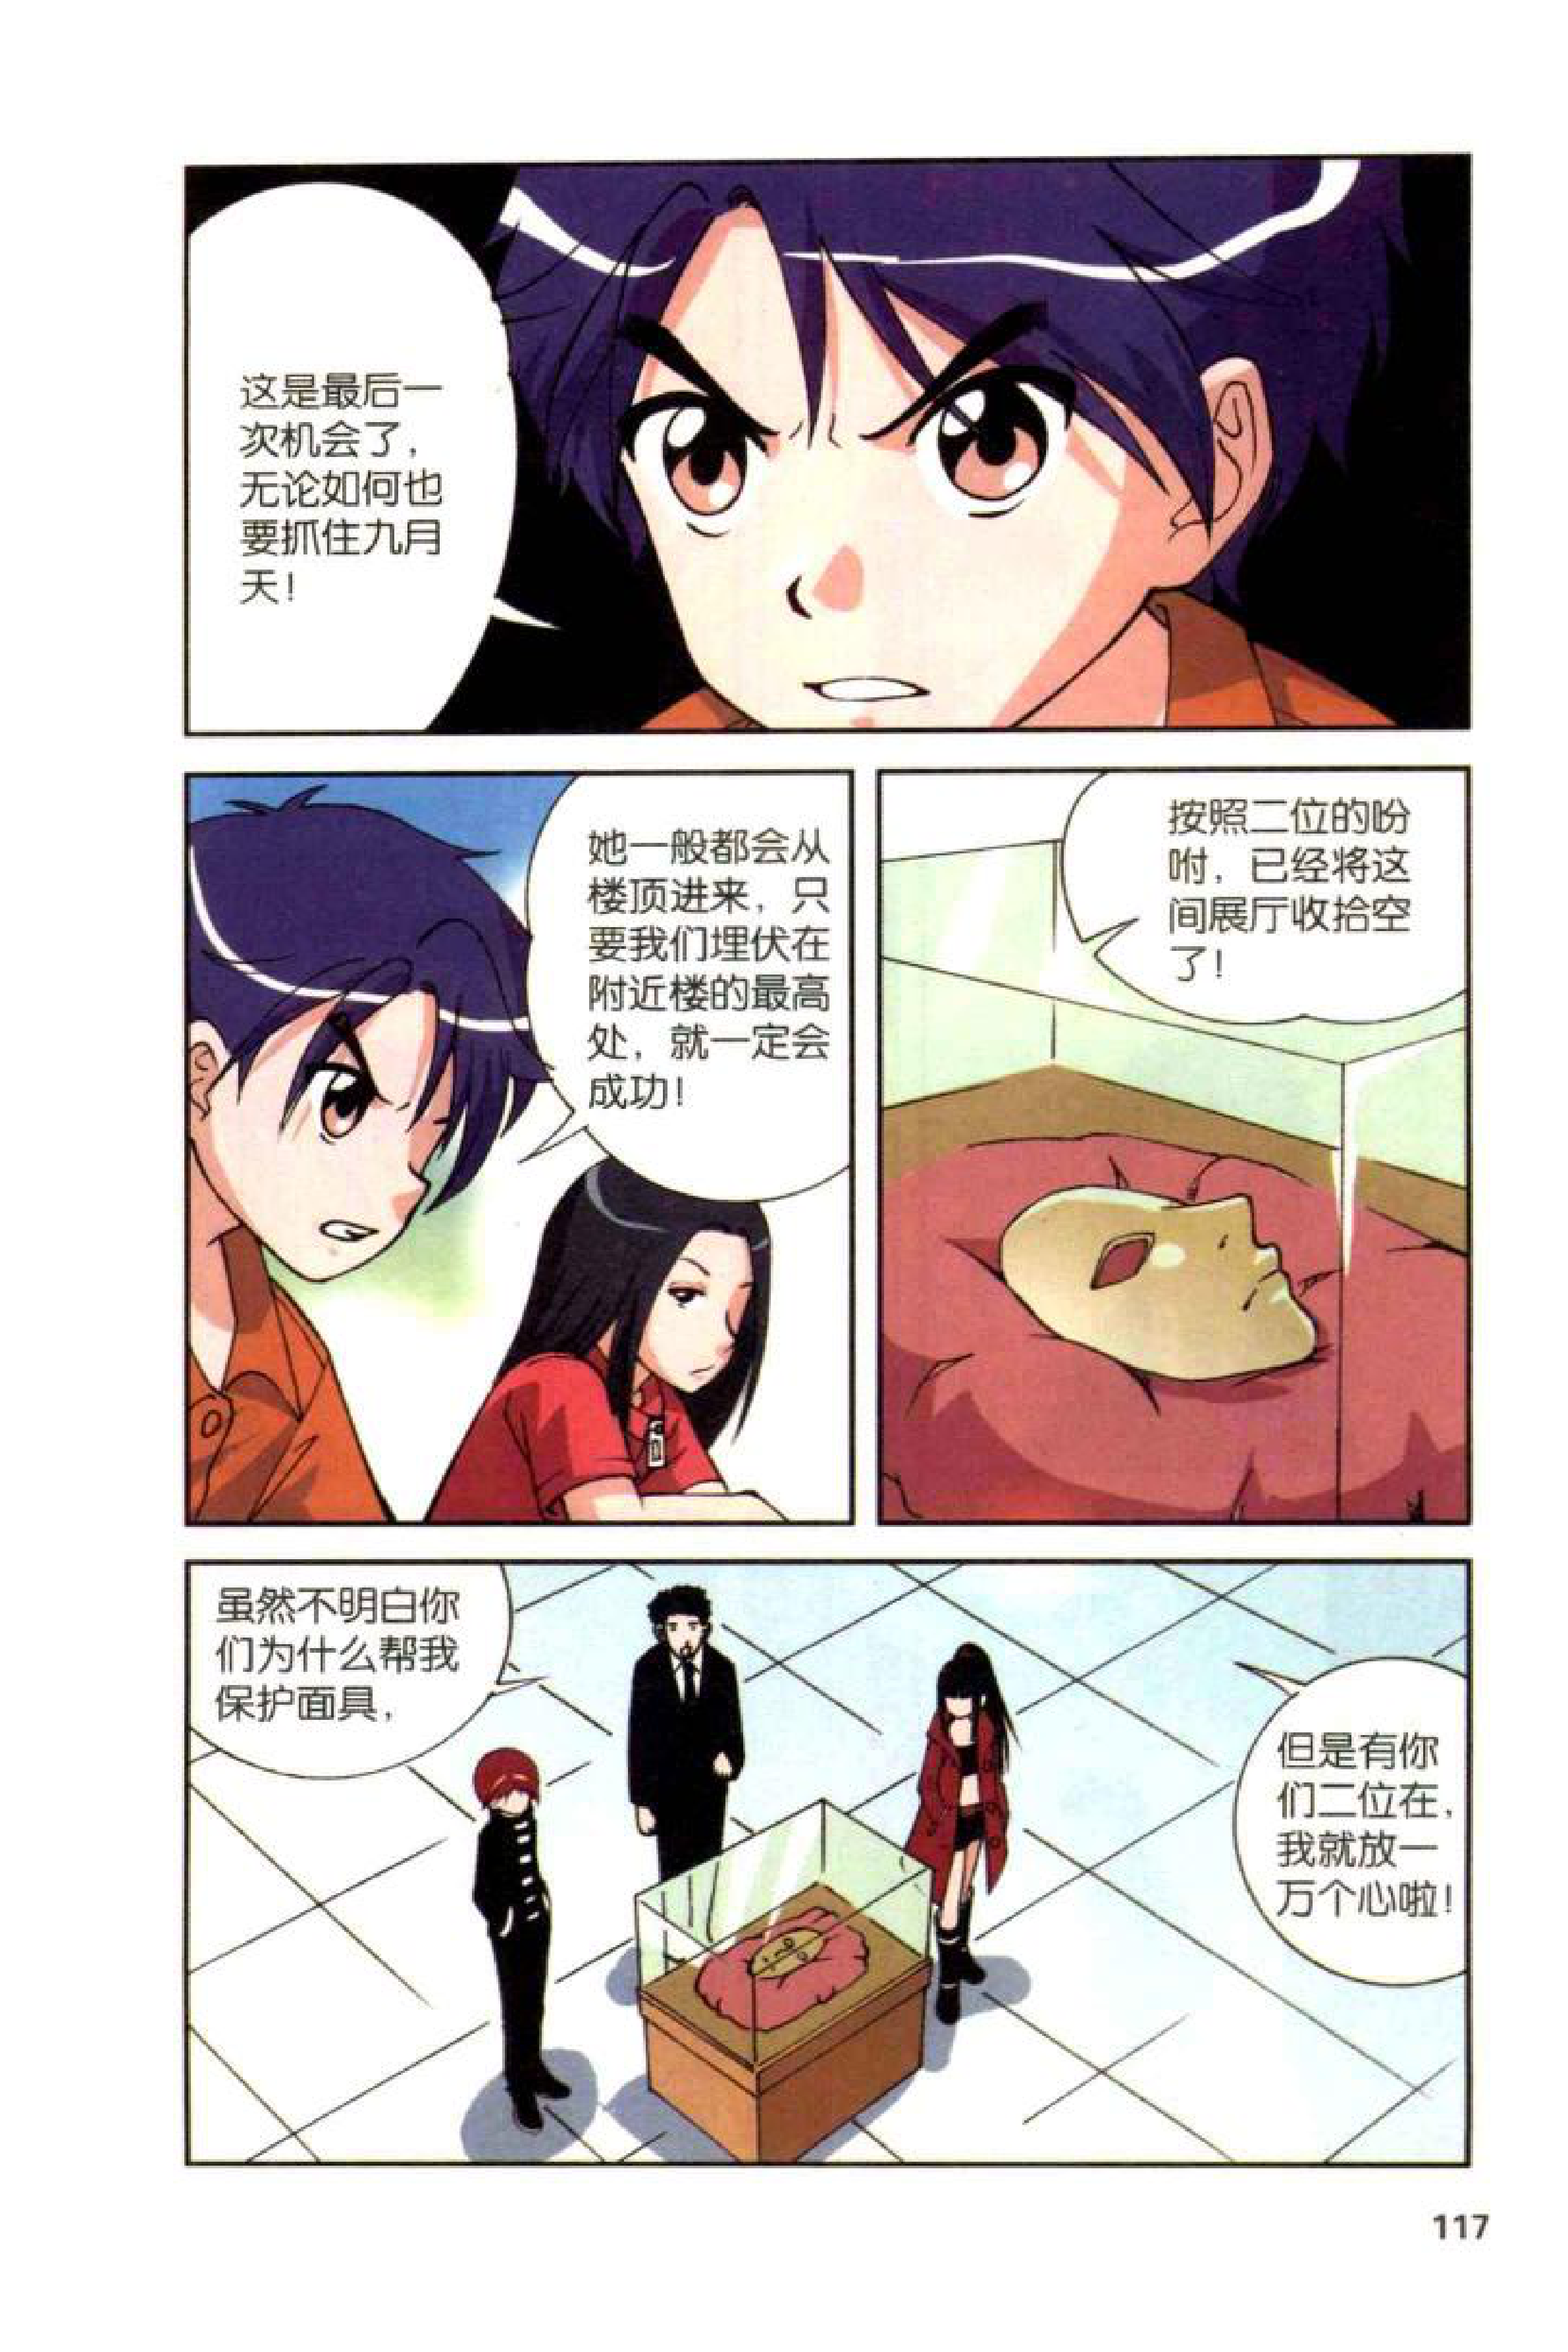 这是最后一
次机会了，
无论如何也
要抓住九月
天！
她一般都会从
楼顶进来，只
要我们埋伏在
附近楼的最高
处，就一定会
成功！
按照二位的吩
咐，已经将这
间展厅收拾空
了！
虽然不明白你
们为什么帮我
保护面具，
但是有你
们二位在，
我就放一
万个心啦！
117